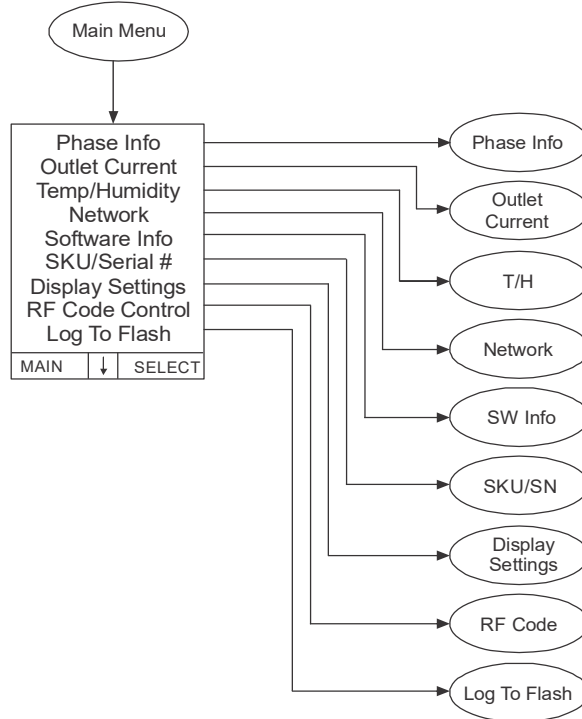 Main Menu
Phase Info
Outlet Current
Temp/Humidity
Network
Software Info
SKU/Serial #
Display Settings
RF Code Control
Log To Flash
MAIN ↓ SELECT
Phase Info
Outlet
Current
T/H
Network
SW Info
SKU/SN
Display
Settings
RF Code
Log To Flash